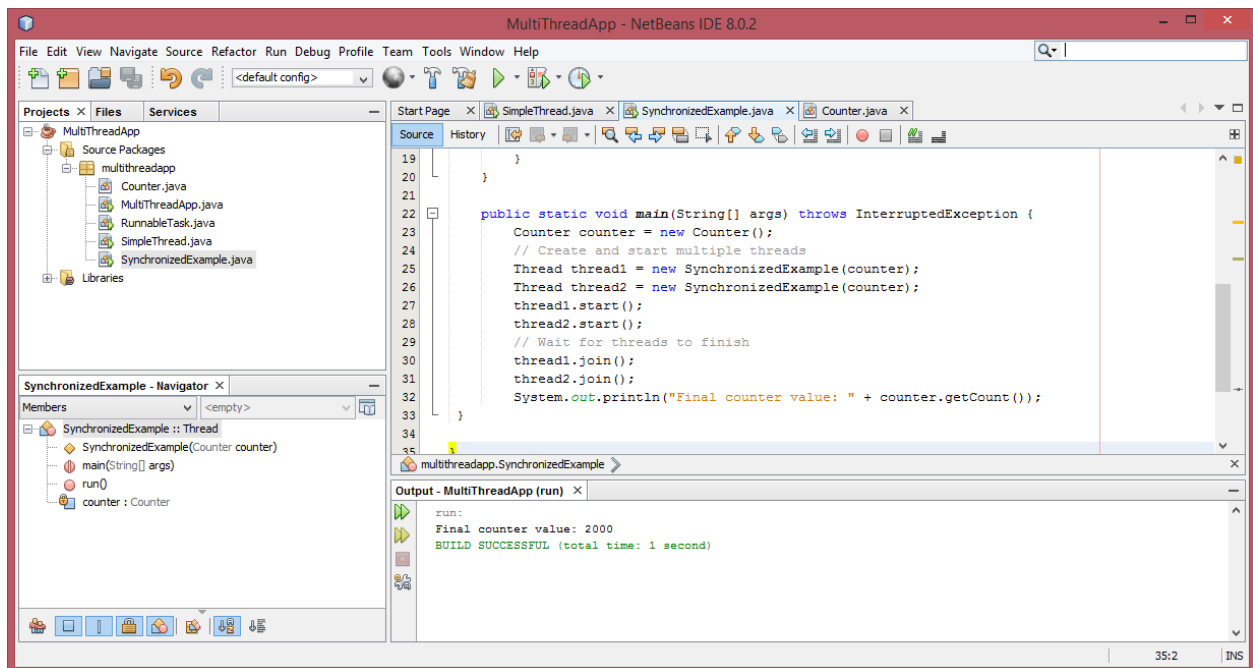 MultiThreadApp - NetBeans IDE 8.0.2
File Edit View Navigate Source Refactor Run Debug Profile Team Tools Window Help
<default config>
Projects Files Services
MultiThreadApp
Source Packages
multithreadapp
Counter.java
MultiThreadApp.java
RunnableTask.java
SimpleThread.java
SynchronizedExample.java
Libraries
SynchronizedExample - Navigator
Members <empty>
SynchronizedExample :: Thread
SynchronizedExample(Counter counter)
main(String[] args)
run()
counter : Counter
Start Page SimpleThread.java SynchronizedExample.java Counter.java
Source History
19 }
20 }
21
22 public static void main(String[] args) throws InterruptedException {
23 Counter counter = new Counter();
24 // Create and start multiple threads
25 Thread thread1 = new SynchronizedExample(counter);
26 Thread thread2 = new SynchronizedExample(counter);
27 thread1.start();
28 thread2.start();
29 // Wait for threads to finish
30 thread1.join();
31 thread2.join();
32 System.out.println("Final counter value: " + counter.getCount());
33 }
34
35 }
multithreadapp.SynchronizedExample
Output - MultiThreadApp (run)
run:
Final counter value: 2000
BUILD SUCCESSFUL (total time: 1 second)
35:2 INS